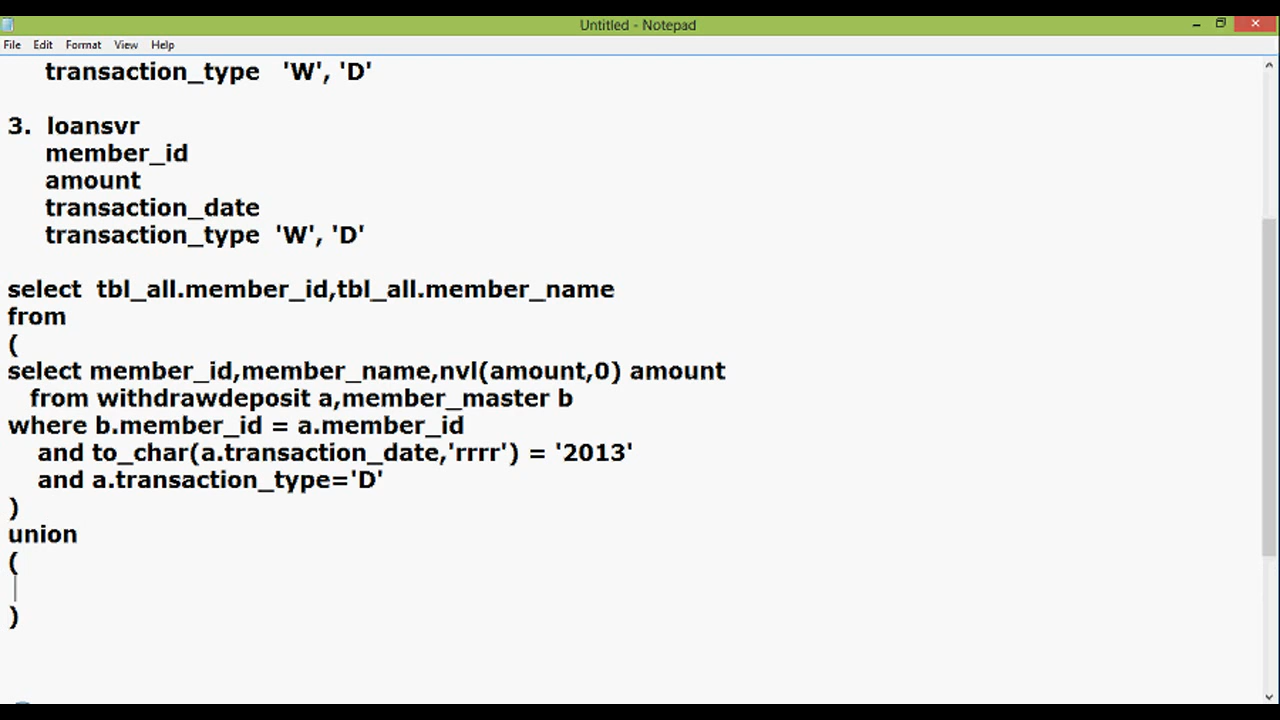 Untitled - Notepad
File Edit Format View Help
transaction_type 'W', 'D'
3. loansvr
member_id
amount
transaction_date
transaction_type 'W', 'D'
select tbl_all.member_id,tbl_all.member_name
from
(
select member_id,member_name,nvl(amount,0) amount
from withdrawdeposit a,member_master b
where b.member_id = a.member_id
and to_char(a.transaction_date,'rrrr') = '2013'
and a.transaction_type='D'
)
union
(
)